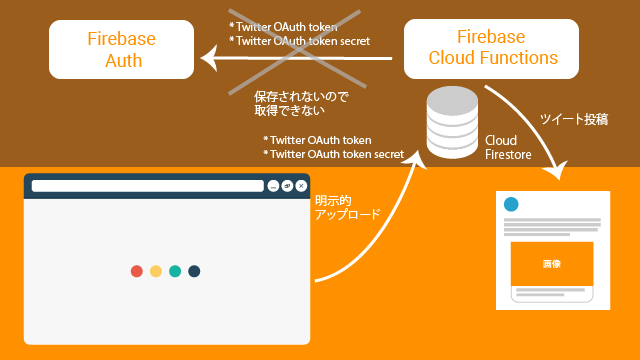 Firebase
Auth
* Twitter OAuth token
* Twitter OAuth token secret
Firebase
Cloud Functions
保存されないので
取得できない
* Twitter OAuth token
* Twitter OAuth token secret
Cloud
Firestore
ツイート投稿
明示的
アップロード
画像